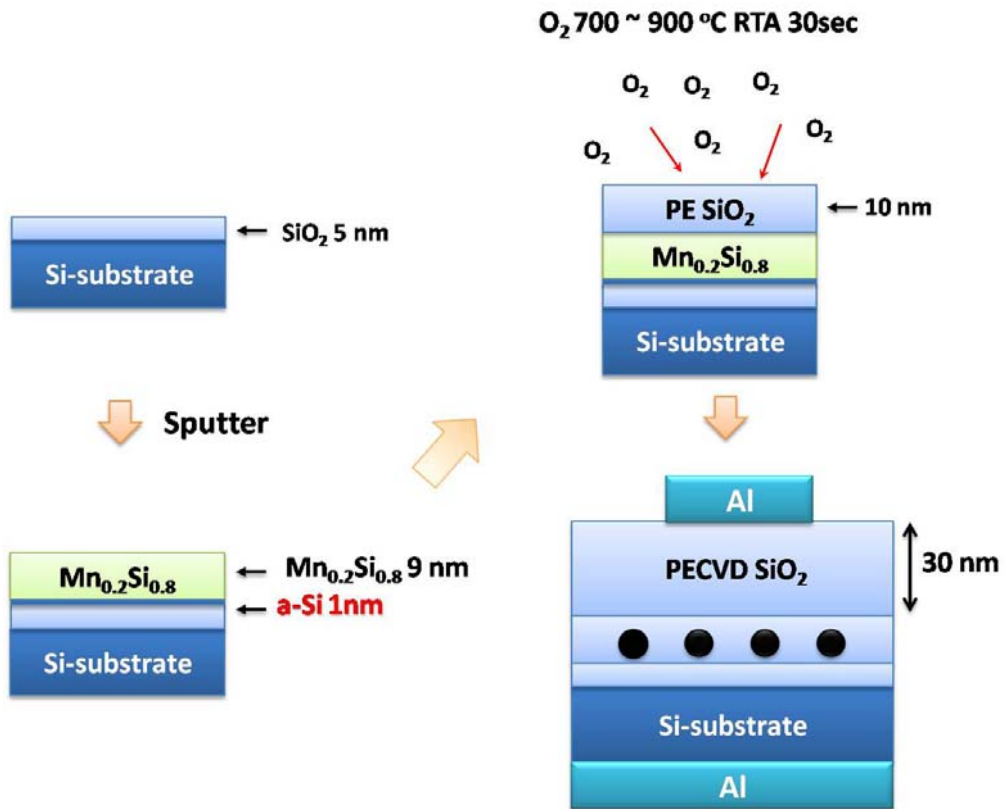 SiO₂ 5 nm
Si-substrate
Sputter
Mn₀.₂Si₀.₈
Mn₀.₂Si₀.₈ 9 nm
a-Si 1nm
Si-substrate
O₂ 700 ~ 900 °C RTA 30sec
O₂
O₂
O₂
O₂
O₂
O₂
PE SiO₂
10 nm
Mn₀.₂Si₀.₈
Si-substrate
Al
PECVD SiO₂
30 nm
Si-substrate
Al